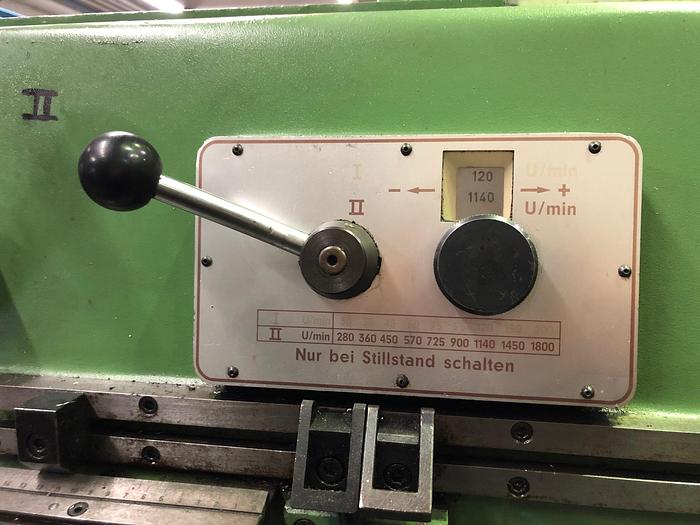 II
I U/min
120
- ← → +
1140
II U/min
I U/min
II U/min 280 360 450 570 725 900 1140 1450 1800
Nur bei Stillstand schalten